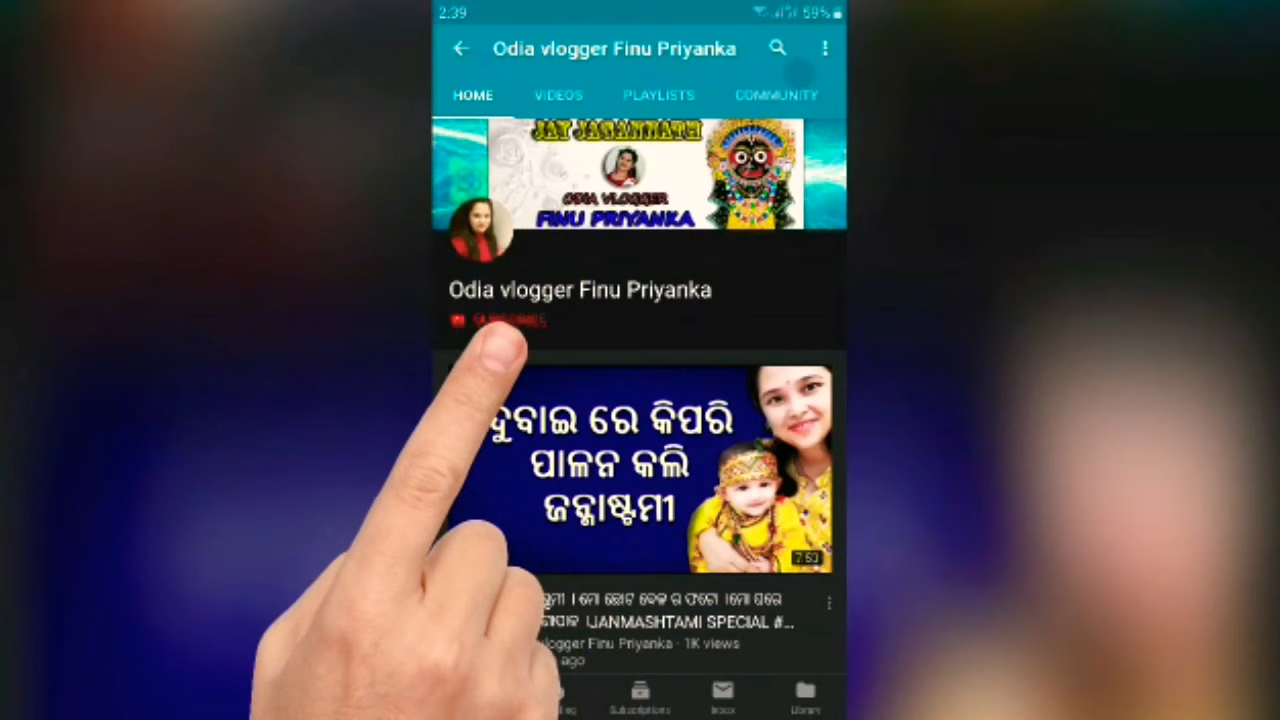 2:39 59%
Odia vlogger Finu Priyanka
HOME VIDEOS PLAYLISTS COMMUNITY
JAY JAGANNATH
ODIA VLOGGER
FINU PRIYANKA
Odia vlogger Finu Priyanka
SUBSCRIBE
ଦୁବାଇ ରେ କିପରି
ପାଳନ କଲି
ଜନ୍ମାଷ୍ଟମୀ
7:53
। ମୋ ଛୋଟ ।ମୋ ଘରେ
JANMASHTAMI SPECIAL #...
vlogger Finu Priyanka · 1K views
ago
Subscriptions Inbox Library